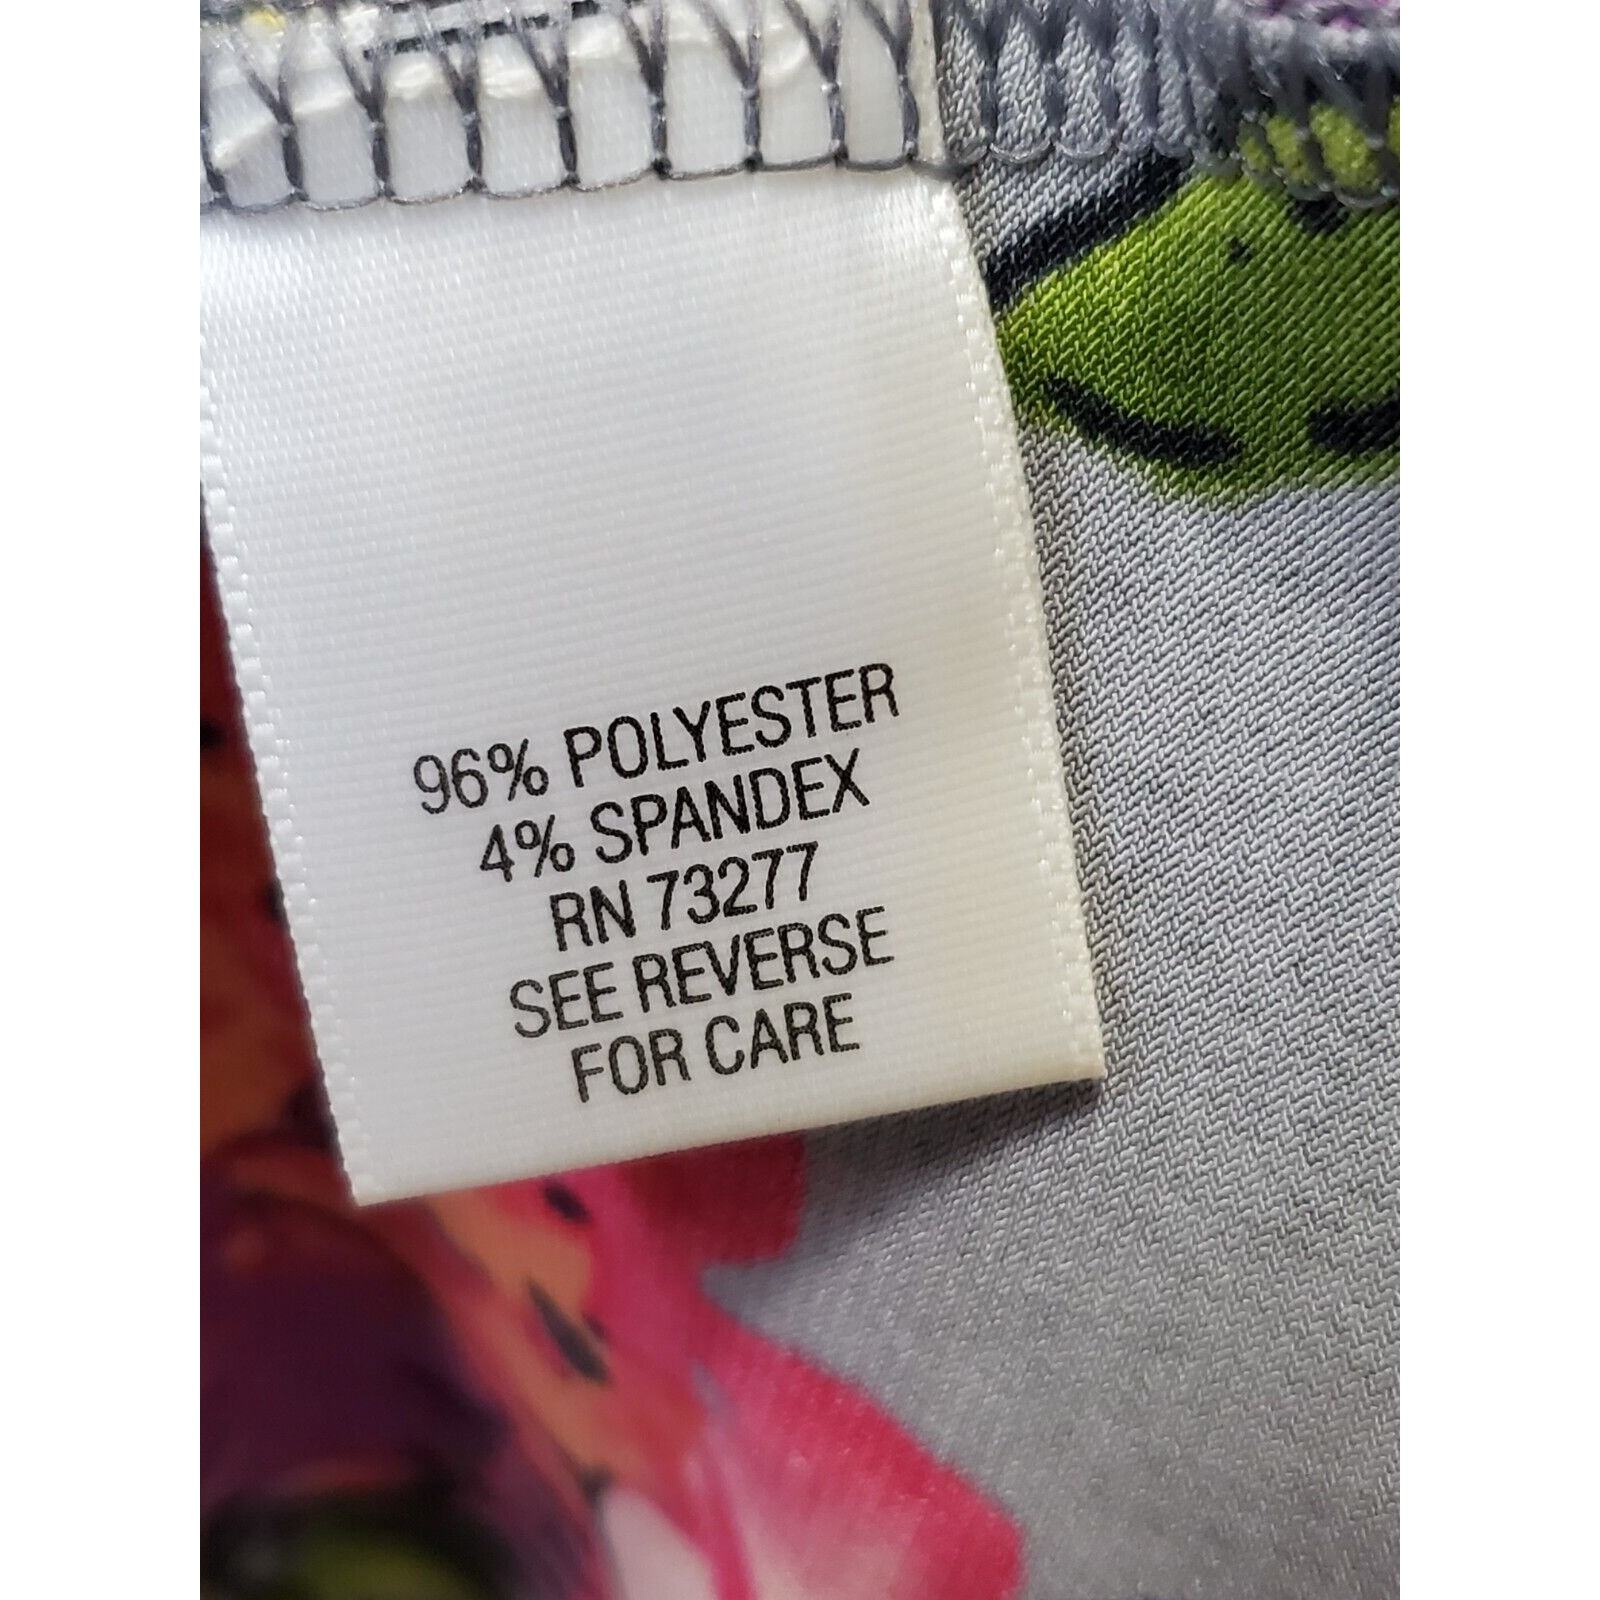 96% POLYESTER
4% SPANDEX
RN 73277
SEE REVERSE
FOR CARE